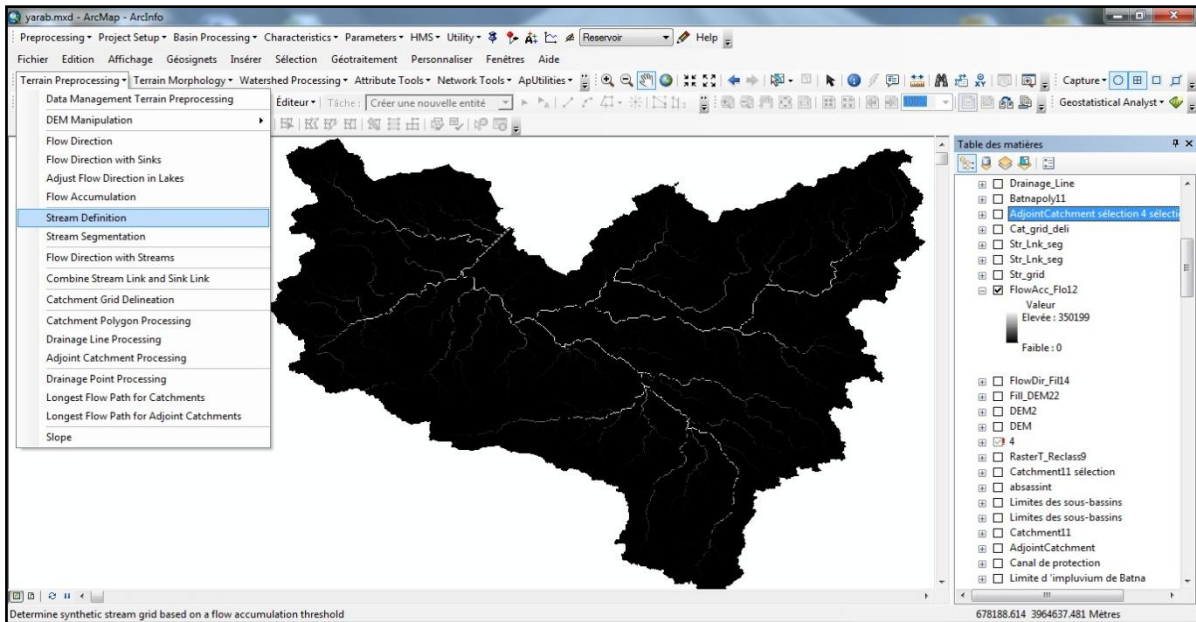 yarab.mxd - ArcMap - ArcInfo
Preprocessing Project Setup Basin Processing Characteristics Parameters HMS Utility Reservoir Help
Fichier Edition Affichage Géosignets Insérer Sélection Géotraitement Personnaliser Fenêtres Aide
Terrain Preprocessing Terrain Morphology Watershed Processing Attribute Tools Network Tools ApUtilities Capture
Éditeur Tâche : Créer une nouvelle entité Geostatistical Analyst
Data Management Terrain Preprocessing
DEM Manipulation
Flow Direction
Flow Direction with Sinks
Adjust Flow Direction in Lakes
Flow Accumulation
Stream Definition
Stream Segmentation
Flow Direction with Streams
Combine Stream Link and Sink Link
Catchment Grid Delineation
Catchment Polygon Processing
Drainage Line Processing
Adjoint Catchment Processing
Drainage Point Processing
Longest Flow Path for Catchments
Longest Flow Path for Adjoint Catchments
Slope
Table des matières
Drainage_Line
Batnapoly11
AdjointCatchment sélection 4 sélecti
Cat_grid_deli
Str_Lnk_seg
Str_Lnk_seg
Str_grid
FlowAcc_Flo12
Valeur
Elevée : 350199
Faible : 0
FlowDir_Fil14
Fill_DEM22
DEM2
DEM
4
RasterT_Reclass9
Catchment11 sélection
absassint
Limites des sous-bassins
Limites des sous-bassins
Catchment11
AdjointCatchment
Canal de protection
Limite d 'impluvium de Batna
Determine synthetic stream grid based on a flow accumulation threshold
678188.614 3964637.481 Mètres